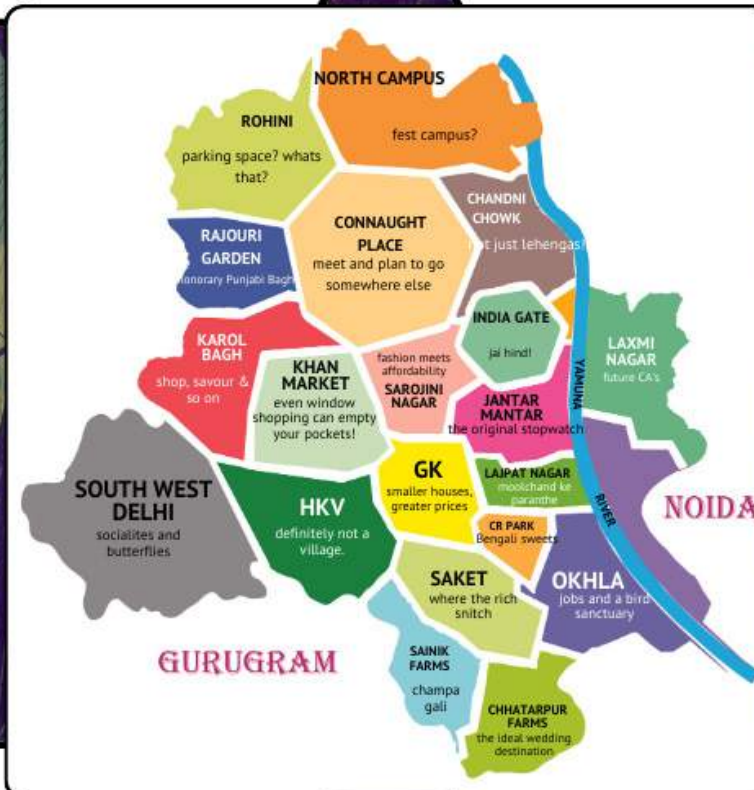 NORTH CAMPUS
fest campus?
ROHINI
parking space? whats
that?
CONNAUGHT
PLACE
meet and plan to go
somewhere else
CHANDNI
CHOWK
just lehengas?
RAJOURI
GARDEN
honorary Punjabi Bagh
INDIA GATE
jai hind!
LAXMI
NAGAR
future CA's
KAROL
BAGH
shop, savour &
so on
KHAN
MARKET
even window
shopping can empty
your pockets!
fashion meets
affordability
SAROJINI
NAGAR
JANTAR
MANTAR
the original stopwatch
YAMUNA
RIVER
SOUTH WEST
DELHI
socialites and
butterflies
HKV
definitely not a
village.
GK
smaller houses,
greater prices
LAJPAT NAGAR
moolchand ke
paranthe
NOIDA
CR PARK
Bengali sweets
SAKET
where the rich
snitch
OKHLA
jobs and a bird
sanctuary
GURUGRAM
SAINIK
FARMS
champa
gali
CHHATARPUR
FARMS
the ideal wedding
destination